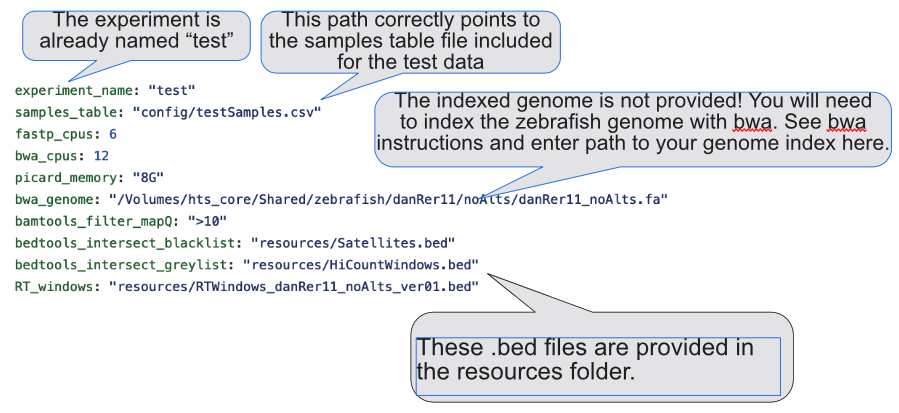 The experiment is
already named “test”
This path correctly points to
the samples table file included
for the test data
experiment_name: "test"
samples_table: "config/testSamples.csv"
The indexed genome is not provided! You will need
to index the zebrafish genome with bwa. See bwa
instructions and enter path to your genome index here.
fastp_cpus: 6
bwa_cpus: 12
picard_memory: "8G"
bwa_genome: "/Volumes/hts_core/Shared/zebrafish/danRer11/noAlts/danRer11_noAlts.fa"
bamtools_filter_mapQ: ">10"
bedtools_intersect_blacklist: "resources/Satellites.bed"
bedtools_intersect_greylist: "resources/HiCountWindows.bed"
RT_windows: "resources/RTWindows_danRer11_noAlts_ver01.bed"
These .bed files are provided in
the resources folder.